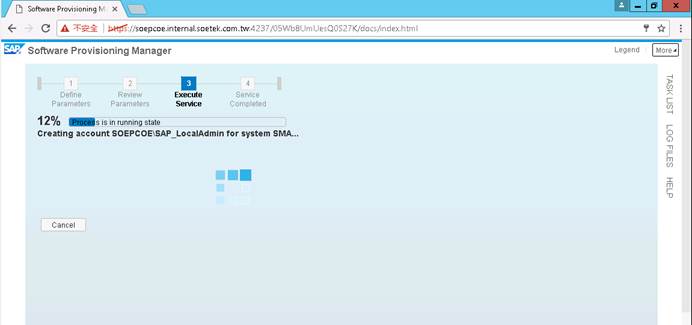 Software Provisioning Ma
不安全
https://soepcoe.internal.soetek.com.tw:4237/05Wb8UmUesQ0S27K/docs/index.html
SAP Software Provisioning Manager
Legend
More
1
2
3
4
Define Parameters
Review Parameters
Execute Service
Service Completed
12%
Process is in running state
Creating account SOEPCOE\SAP_LocalAdmin for system SMA...
Cancel
TASK LIST
LOG FILES
HELP